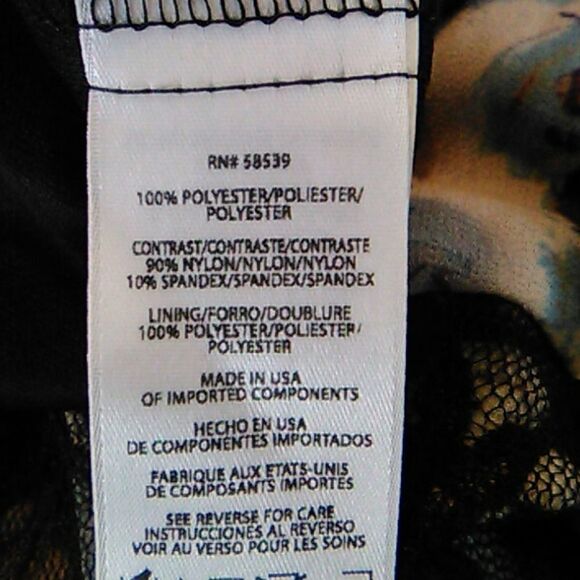 RN# 58539
100% POLYESTER/POLIESTER/
POLYESTER
CONTRAST/CONTRASTE/CONTRASTE
90% NYLON/NYLON/NYLON
10% SPANDEX/SPANDEX/SPANDEX
LINING/FORRO/DOUBLURE
100% POLYESTER/POLIESTER/
POLYESTER
MADE IN USA
OF IMPORTED COMPONENTS
HECHO EN USA
DE COMPONENTES IMPORTADOS
FABRIQUE AUX ETATS-UNIS
DE COMPOSANTS IMPORTES
SEE REVERSE FOR CARE
INSTRUCCIONES AL REVERSO
VOIR AU VERSO POUR LES SOINS